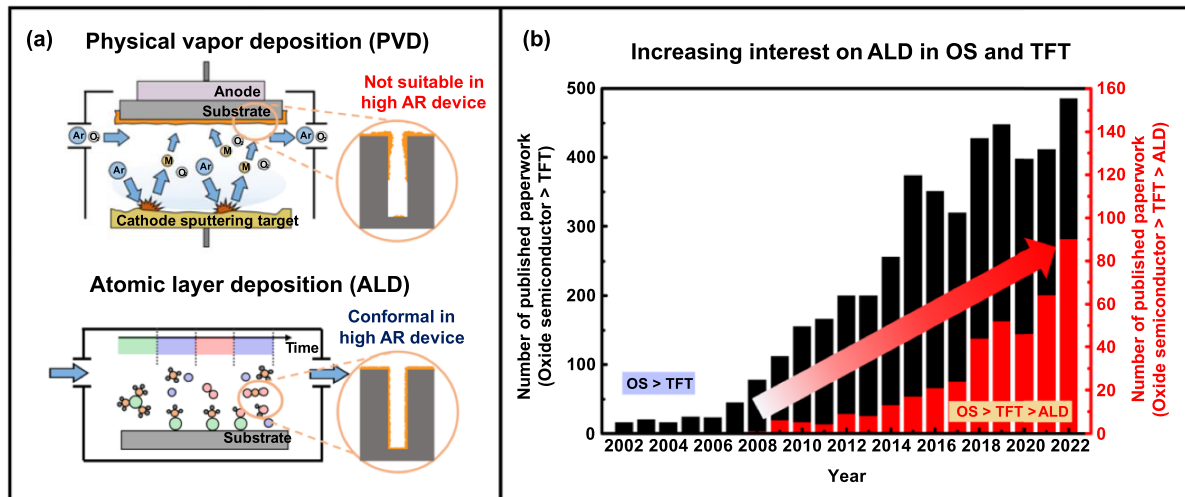 (a)
Physical vapor deposition (PVD)
Anode
Substrate
Not suitable in
high AR device
Ar
O₂
Ar
O₂
M
O₂
M
O₂
Ar
M
O₂
Ar
Cathode sputtering target
Atomic layer deposition (ALD)
Time
Conformal in
high AR device
Substrate
(b)
Increasing interest on ALD in OS and TFT
Number of published paperwork
(Oxide semiconductor > TFT)
500
400
300
200
100
0
OS > TFT
OS > TFT > ALD
160
140
120
100
80
60
40
20
0
Number of published paperwork
(Oxide semiconductor > TFT > ALD)
2002 2004 2006 2008 2010 2012 2014 2016 2018 2020 2022
Year